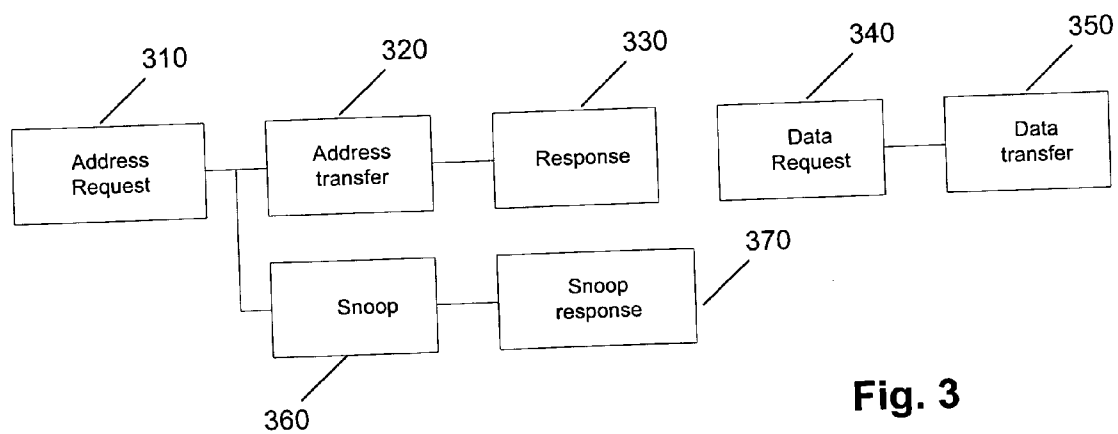 310
320
330
340
350
Address
Request
Address
transfer
Response
Data
Request
Data
transfer
Snoop
Snoop
response
370
360
Fig. 3